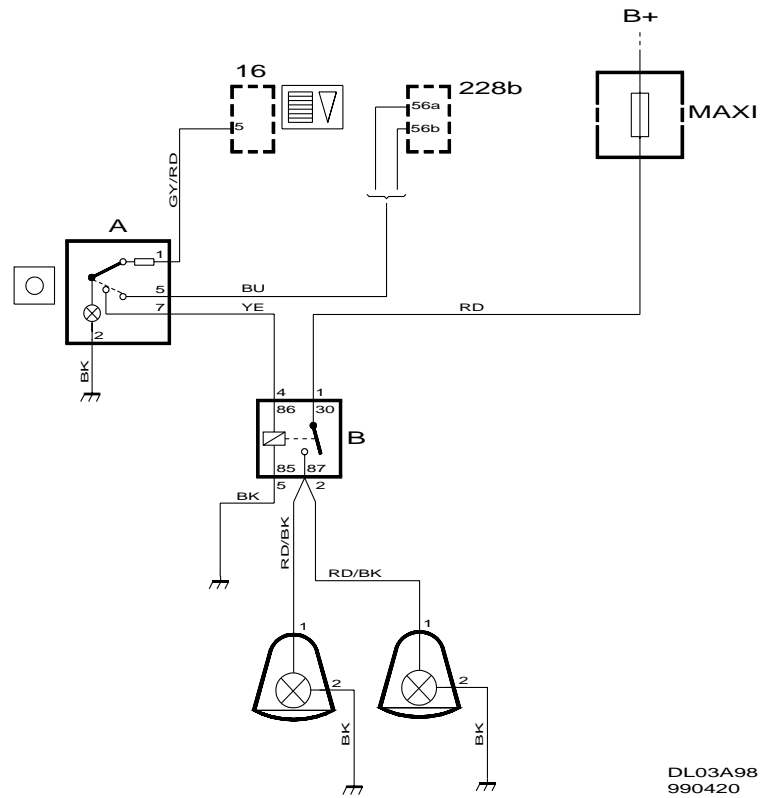 B+
16
228b
56a
MAXI
5
56b
GY/RD
A
1
5
BU
7
YE
RD
2
BK
4
1
86
30
B
85
87
5
2
BK
RD/BK
RD/BK
1
1
2
2
BK
BK
DL03A98
990420